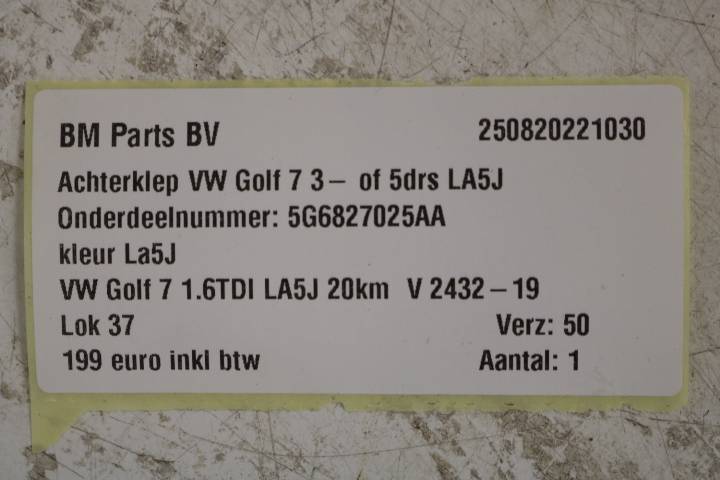 BM Parts BV 250820221030
Achterklep VW Golf 7 3- of 5drs LA5J
Onderdeelnummer: 5G6827025AA
kleur La5J
VW Golf 7 1.6TDI LA5J 20km V 2432-19
Lok 37 Verz: 50
199 euro inkl btw Aantal: 1